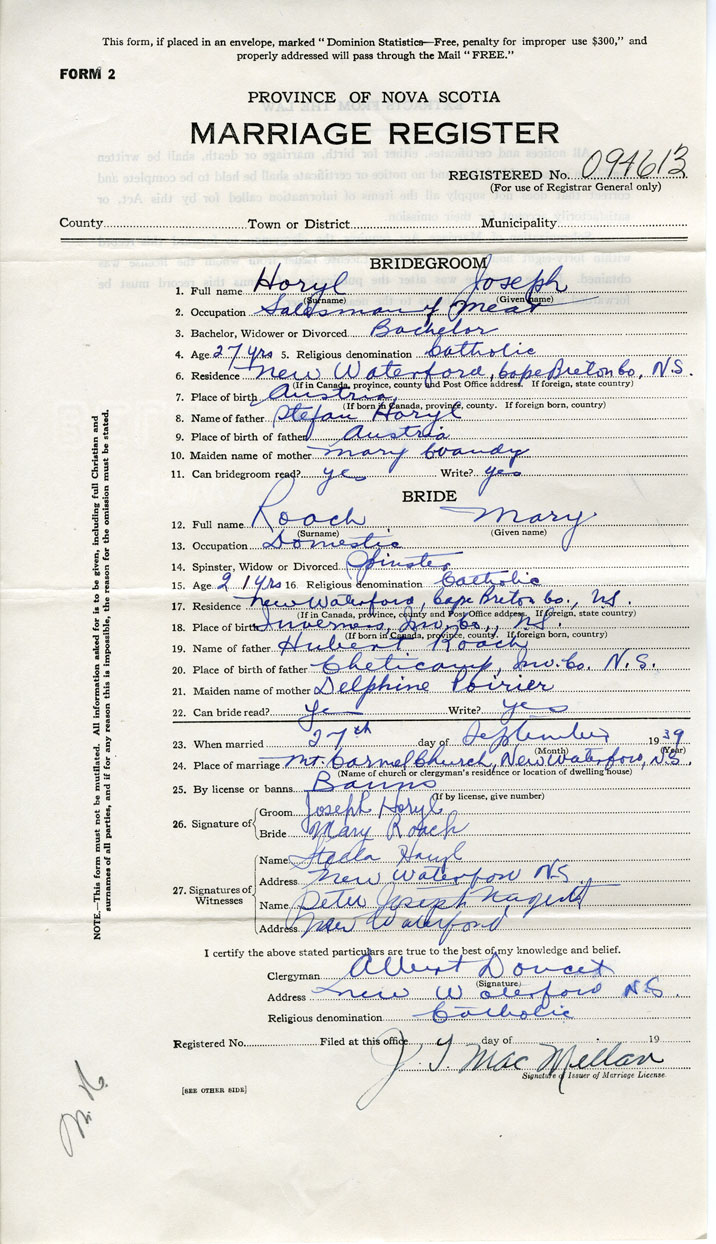 This form, if placed in an envelope, marked "Dominion Statistics—Free, penalty for improper use $300," and
properly addressed will pass through the Mail "FREE."
FORM 2
PROVINCE OF NOVA SCOTIA
MARRIAGE REGISTER
REGISTERED No. 094613
(For use of Registrar General only)
County Town or District Municipality
BRIDEGROOM
1. Full name Horyl Joseph
(Surname) (Given name)
2. Occupation Salesman of Meat
3. Bachelor, Widower or Divorced Bachelor
4. Age 27 yrs 5. Religious denomination Catholic
6. Residence New Waterford, Cape Breton Co, N.S.
(If in Canada, province, county and Post Office address. If foreign, state country)
7. Place of birth Austria
(If born in Canada, province, county. If foreign born, country)
8. Name of father Stefan Horyl
9. Place of birth of father Austria
10. Maiden name of mother Mary
11. Can bridegroom read? yes Write? yes
BRIDE
12. Full name Roach Mary
(Surname) (Given name)
13. Occupation Domestic
14. Spinster, Widow or Divorced Spinster
15. Age 21 yrs 16. Religious denomination Catholic
17. Residence New Waterford, Cape Breton Co., N.S.
(If in Canada, province, county and Post Office address. If foreign, state country)
18. Place of birth Inverness, Inv. Co., N.S
(If born in Canada, province, county. If foreign born, country)
19. Name of father Hubert Roach
20. Place of birth of father Cheticamp, Inv. Co. N.S.
21. Maiden name of mother Delphine Poirier
22. Can bride read? yes Write? yes
23. When married 27th day of September 1939
(Month) (Year)
24. Place of marriage Mt. Carmel Church, New Waterford, N.S.
(Name of church or clergyman's residence or location of dwelling house)
25. By license or banns Banns
(If by license, give number)
26. Signature of
Groom Joseph Horyl
Bride Mary Roach
27. Signatures of Witnesses
Name Stella Horyl
Address New Waterford N.S.
Name Peter Joseph
Address New Waterford
I certify the above stated particulars are true to the best of my knowledge and belief.
Clergyman Albert Doucet
(Signature)
Address New Waterford N.S.
Religious denomination Catholic
Registered No. Filed at this office day of 19
J. Y MacMellan
Signature of Issuer of Marriage License.
[SEE OTHER SIDE]
NOTE.—This form must not be mutilated. All information asked for is to be given, including full Christian and
surnames of all parties, and if for any reason this is impossible, the reason for the omission must be stated.